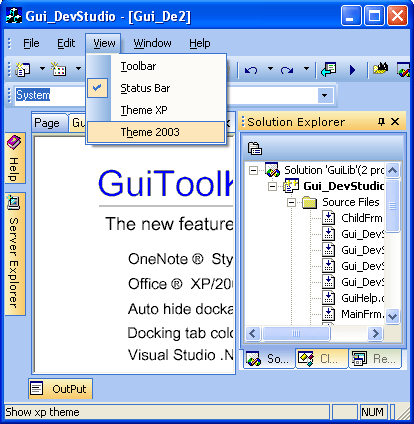 Gui_DevStudio - [Gui_De2]
File Edit View Window Help
Toolbar
Status Bar
Theme XP
Theme 2003
System
Page
Solution Explorer
Help
Server Explorer
GuiToolK
The new feature
OneNote ® Sty
Office ® XP/20
Auto hide docka
Docking tab colo
Visual Studio .N
Solution 'GuiLib'(2 pro
Gui_DevStudio
Source Files
ChildFrm
Gui_DevS
Gui_DevS
Gui_DevS
GuiHelp.c
MainFrm.
So... Cl... Re...
OutPut
Show xp theme
NUM